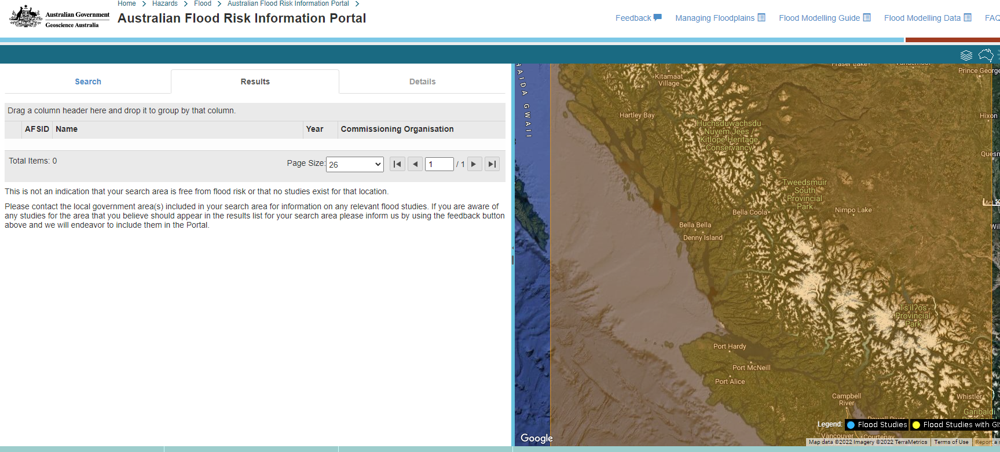 Home > Hazards > Flood > Australian Flood Risk Information Portal >
Australian Government
Geoscience Australia
Australian Flood Risk Information Portal
Feedback Managing Floodplains Flood Modelling Guide Flood Modelling Data FAQ
Search Results Details
Drag a column header here and drop it to group by that column.
AFSID Name Year Commissioning Organisation
Total Items: 0 Page Size: 26 1 / 1
This is not an indication that your search area is free from flood risk or that no studies exist for that location.
Please contact the local government area(s) included in your search area for information on any relevant flood studies. If you are aware of
any studies for the area that you believe should appear in the results list for your search area please inform us by using the feedback button
above and we will endeavor to include them in the Portal.
HAIDA GWAII
Fraser Lake
Vanderhoof
Prince George
Kitamaat
Village
Hartley Bay
Hixon
Huchsduwachsdu
Nuyem Jees /
Kitlope Heritage
Conservancy
Quesn
Tweedsmuir
South
Provincial
Park
McL
50
Bella Coola
Nimpo Lake
Bella Bella
Denny Island
Wil
Ts'il?os
Provincial
Park
Port Hardy
Port McNeill
Port Alice
Campbell
River
Whistler
Garibaldi
Provincial
Powell River
Legend: Flood Studies Flood Studies with GI
Vancouver
Courtenay
Google
Map data ©2022 Imagery ©2022 TerraMetrics Terms of Use Report a